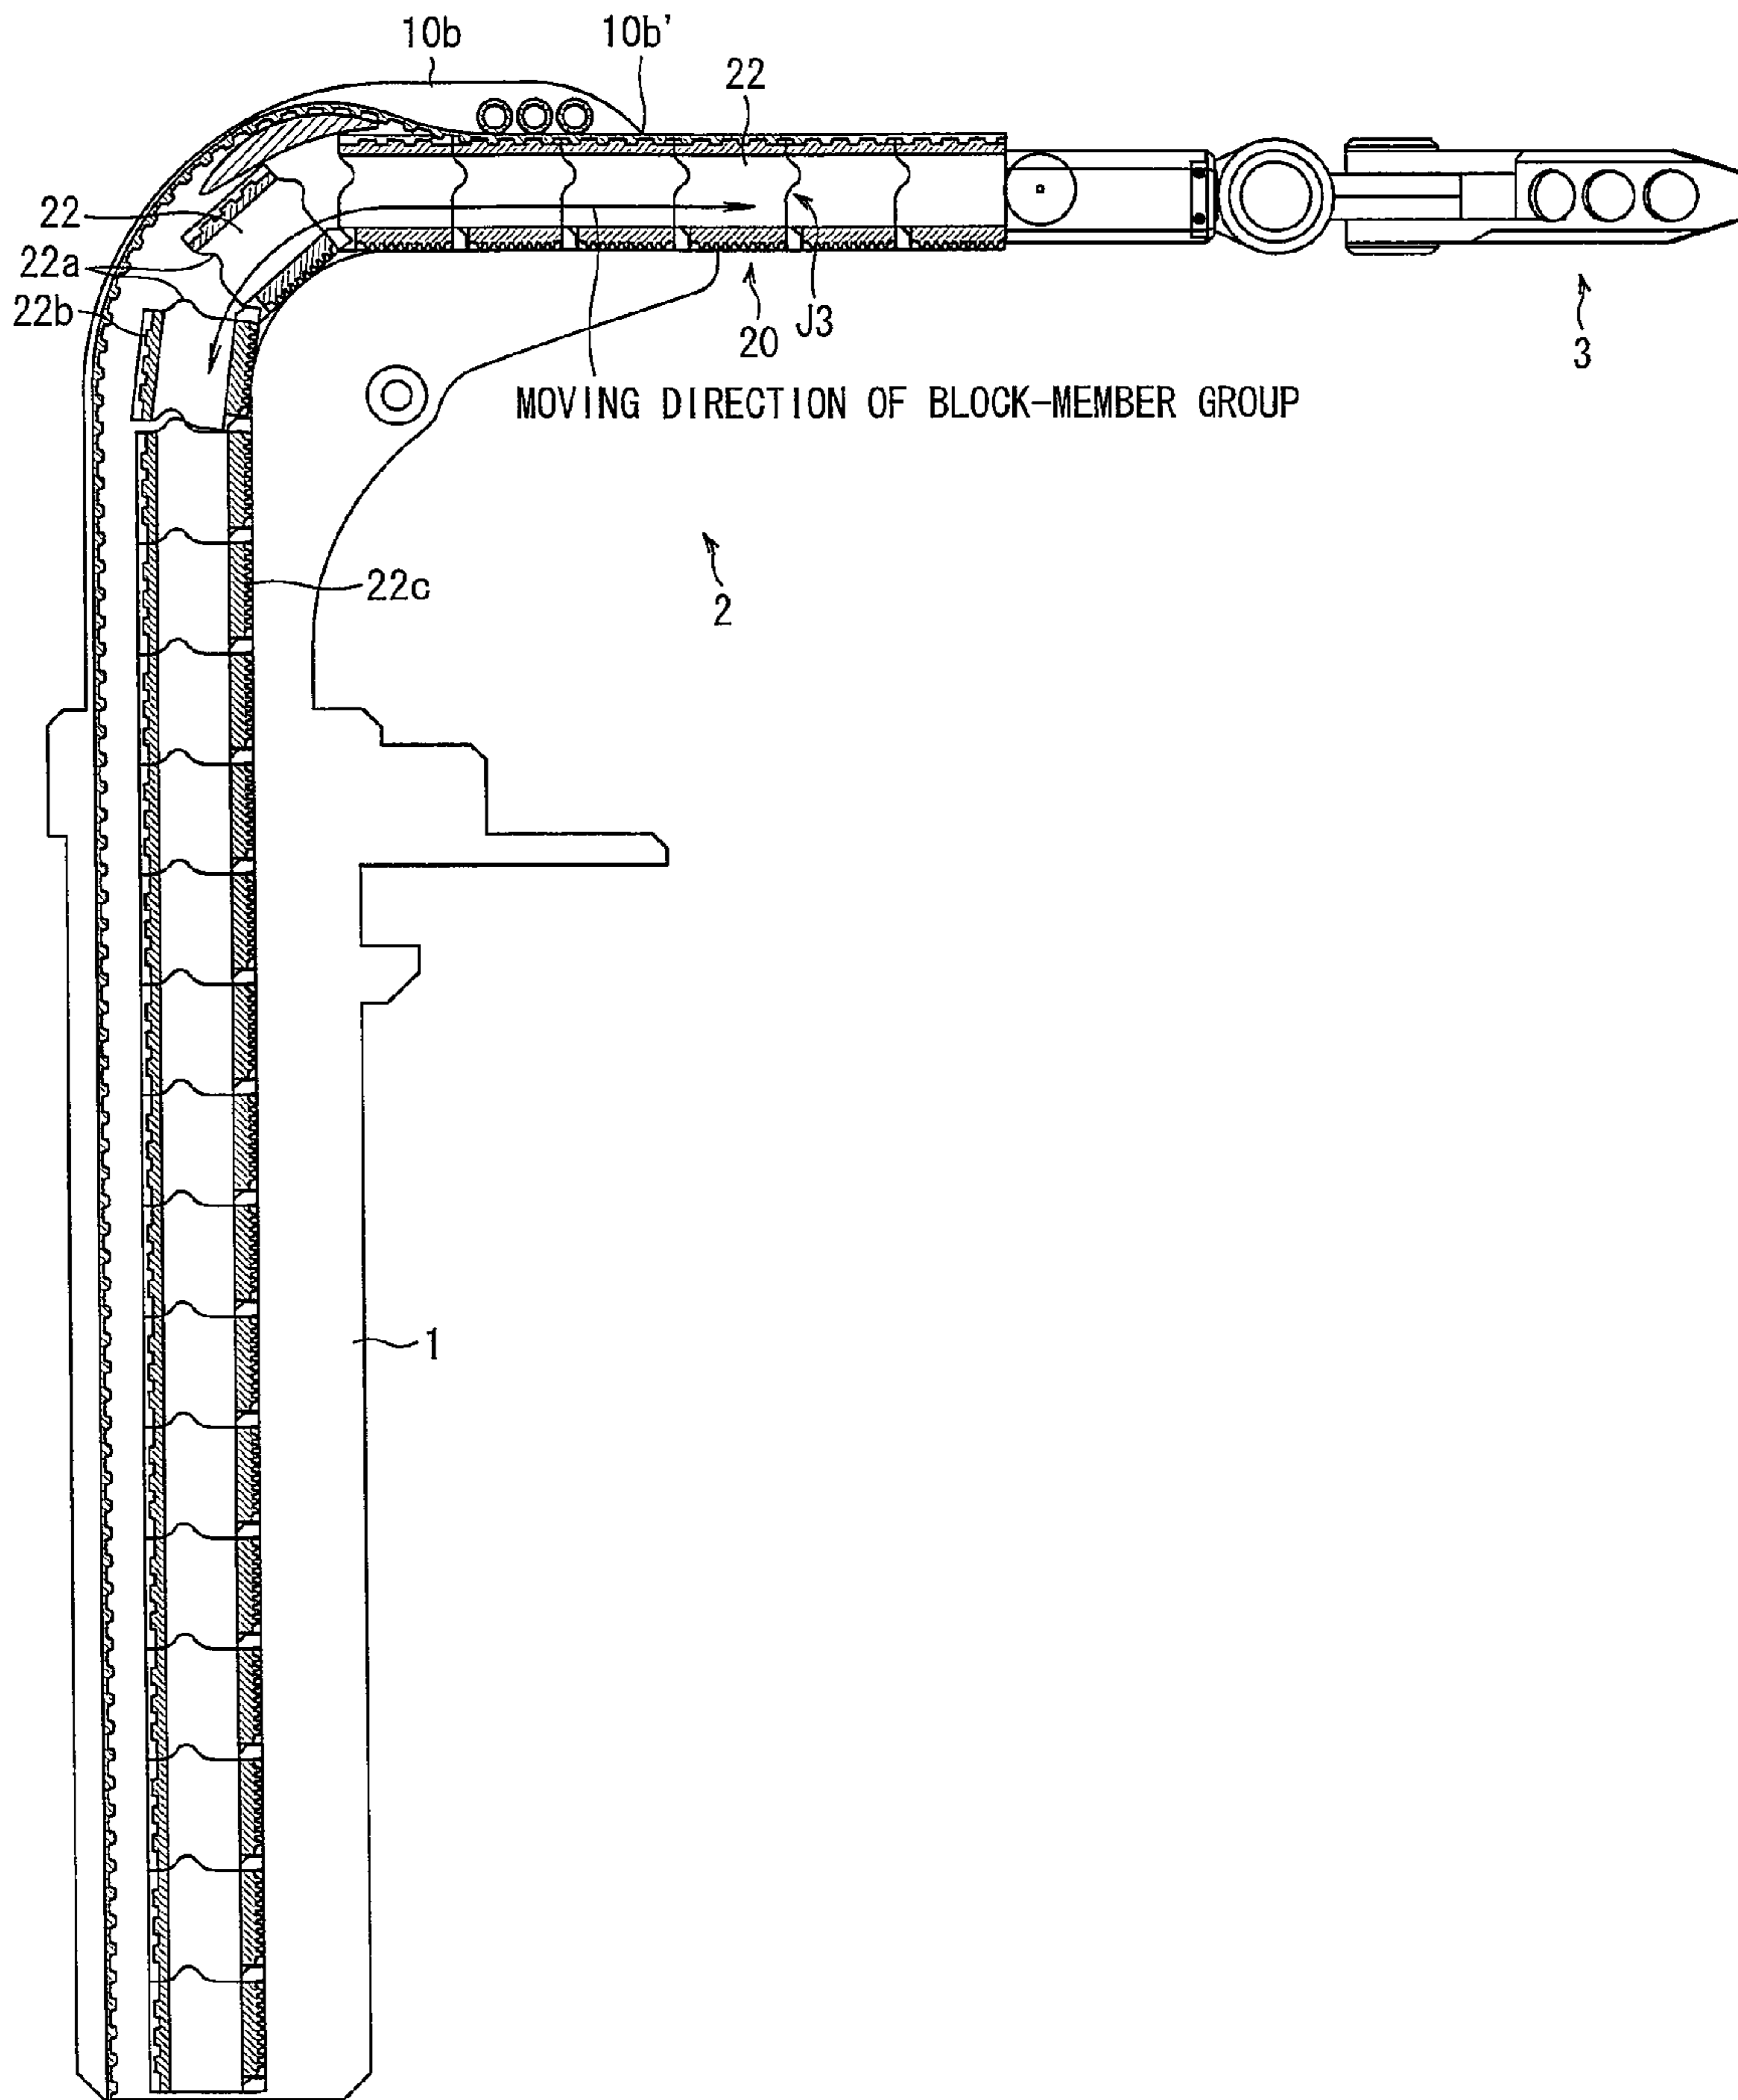 10b
10b'
22
22
22a
22b
20
J3
3
MOVING DIRECTION OF BLOCK-MEMBER GROUP
22c
2
1